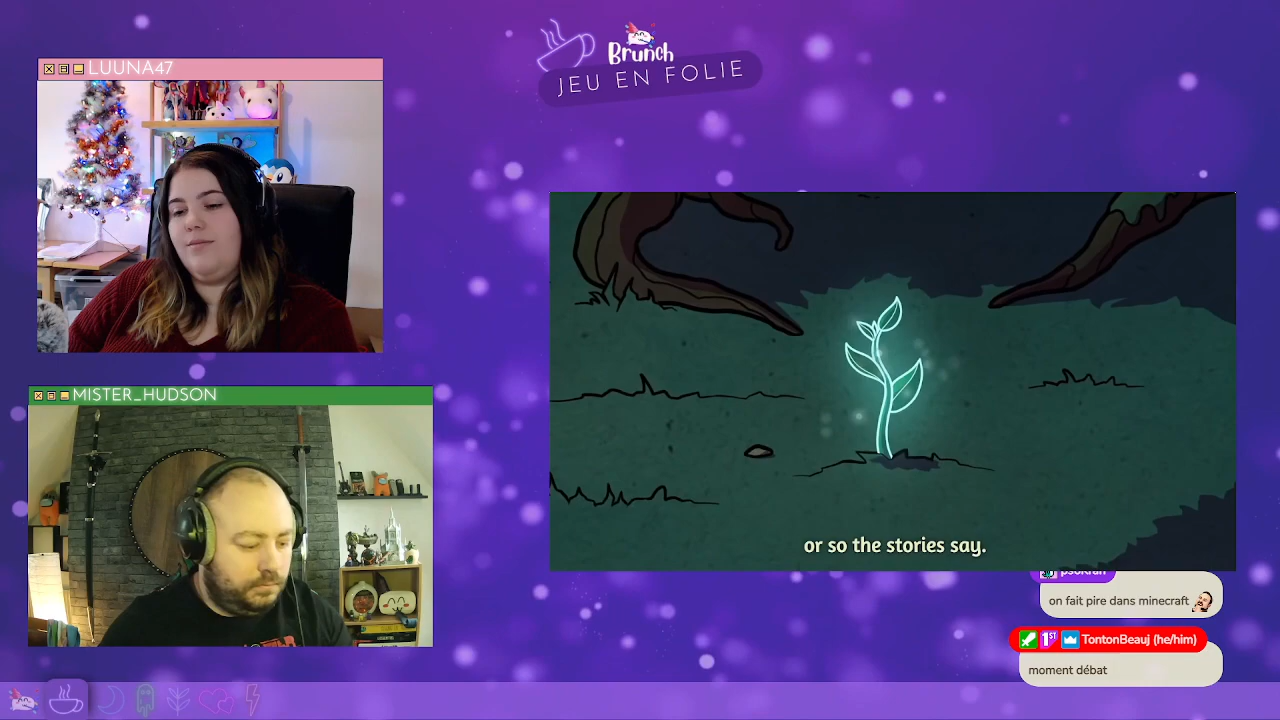 LUUNA47
Brunch
JEU EN FOLIE
MISTER_HUDSON
or so the stories say.
on fait pire dans minecraft
1ST TontonBeauj (he/him)
moment débat